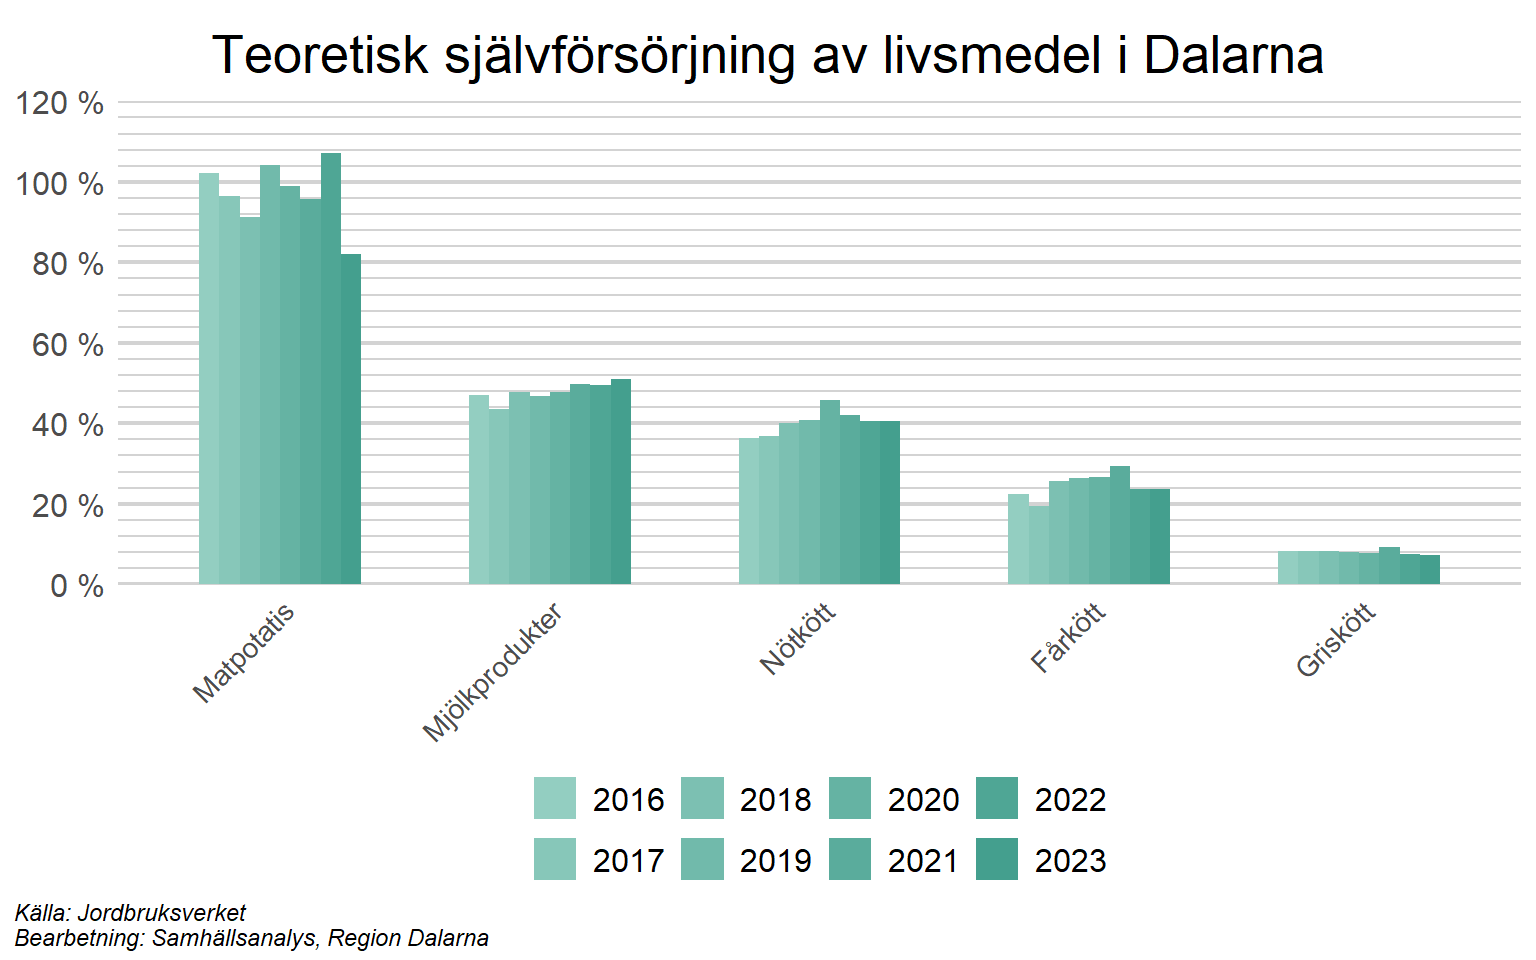 Teoretisk självförsörjning av livsmedel i Dalarna
120 %
100 %
80 %
60 %
40 %
20 %
0 %
Matpotatis
Mjölkprodukter
Nötkött
Fårkött
Griskött
2016 2018 2020 2022
2017 2019 2021 2023
Källa: Jordbruksverket
Bearbetning: Samhällsanalys, Region Dalarna